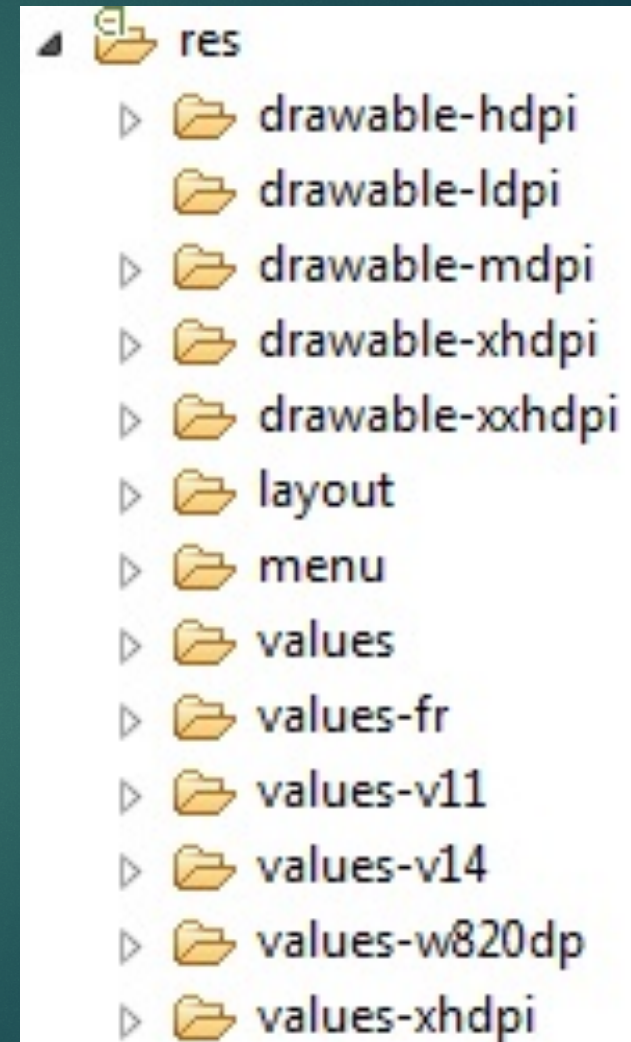 res
drawable-hdpi
drawable-ldpi
drawable-mdpi
drawable-xhdpi
drawable-xxhdpi
layout
menu
values
values-fr
values-v11
values-v14
values-w820dp
values-xhdpi